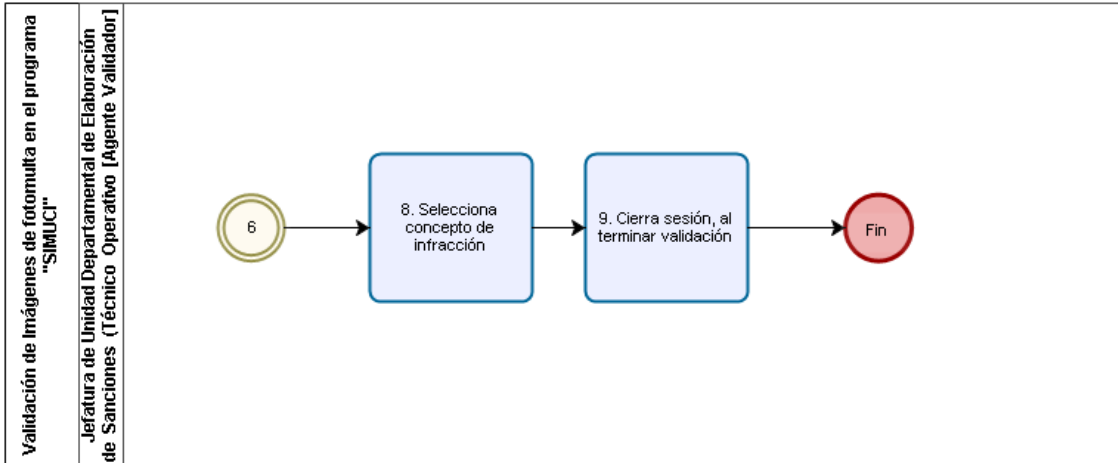 Validación de Imágenes de fotomulta en el programa
"SIMUCI"
Jefatura de Unidad Departamental de Elaboración
de Sanciones (Técnico Operativo [Agente Validador]
6
8. Selecciona
concepto de
infracción
9. Cierra sesión, al
terminar validación
Fin